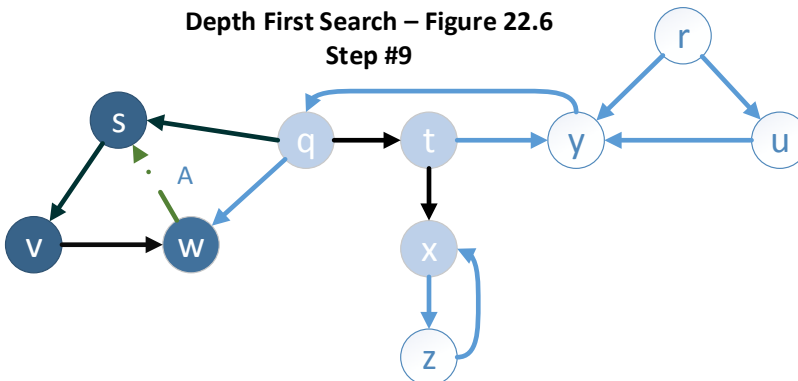 Depth First Search – Figure 22.6
Step #9
r
s
q
t
y
u
A
v
w
x
z